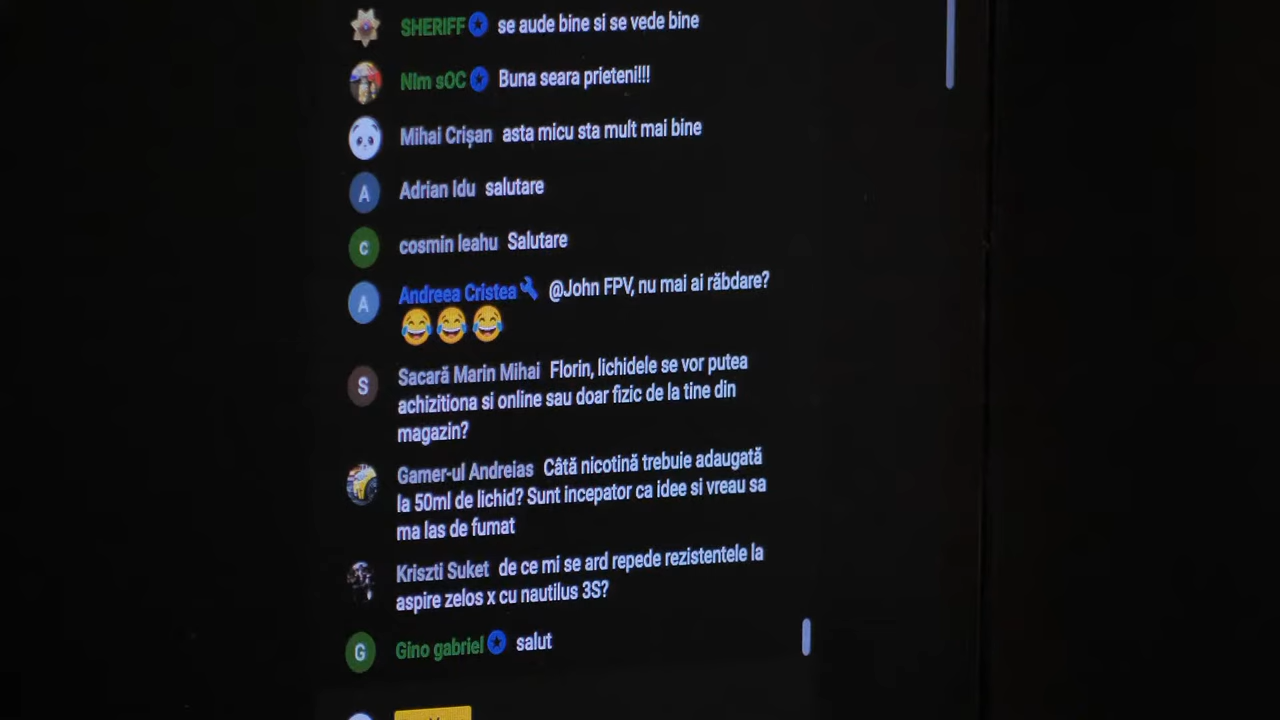 SHERIFF se aude bine si se vede bine
Nim sOC Buna seara prieteni!!!
Mihai Crișan asta micu sta mult mai bine
A Adrian Idu salutare
c cosmin leahu Salutare
A Andreea Cristea @John FPV, nu mai ai răbdare?
😂😂😂
S Sacară Marin Mihai Florin, lichidele se vor putea
achizitiona si online sau doar fizic de la tine din
magazin?
Gamer-ul Andreias Câtă nicotină trebuie adaugată
la 50ml de lichid? Sunt incepator ca idee si vreau sa
ma las de fumat
Kriszti Suket de ce mi se ard repede rezistentele la
aspire zelos x cu nautilus 3S?
G Gino gabriel salut